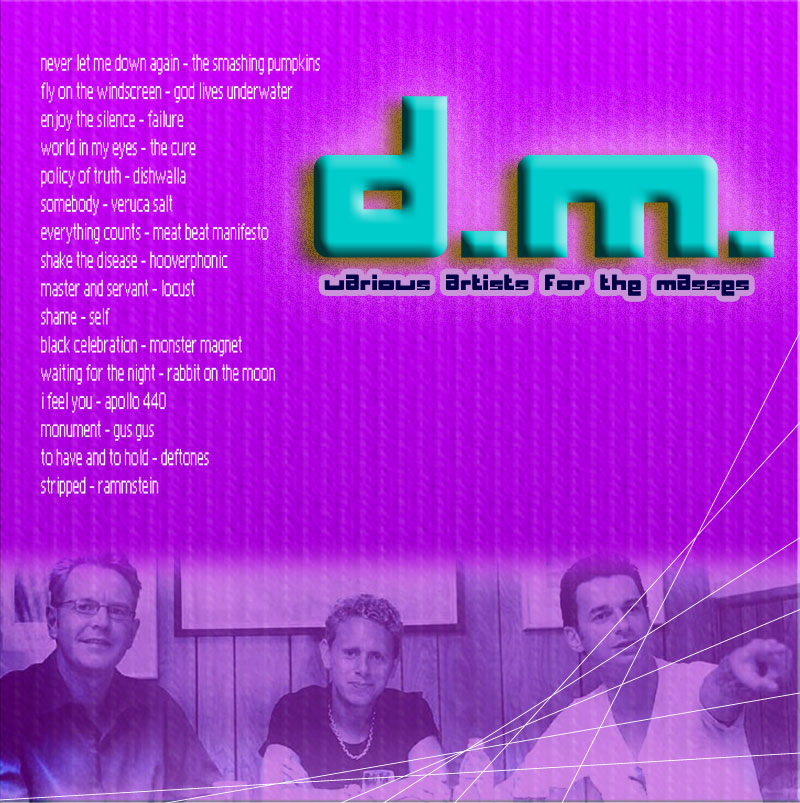 never let me down again - the smashing pumpkins
fly on the windscreen - god lives underwater
enjoy the silence - failure
world in my eyes - the cure
policy of truth - dishwalla
somebody - veruca salt
everything counts - meat beat manifesto
shake the disease - hooverphonic
master and servant - locust
shame - self
black celebration - monster magnet
waiting for the night - rabbit on the moon
i feel you - apollo 440
monument - gus gus
to have and to hold - deftones
stripped - rammstein
d.m.
various artists for the masses